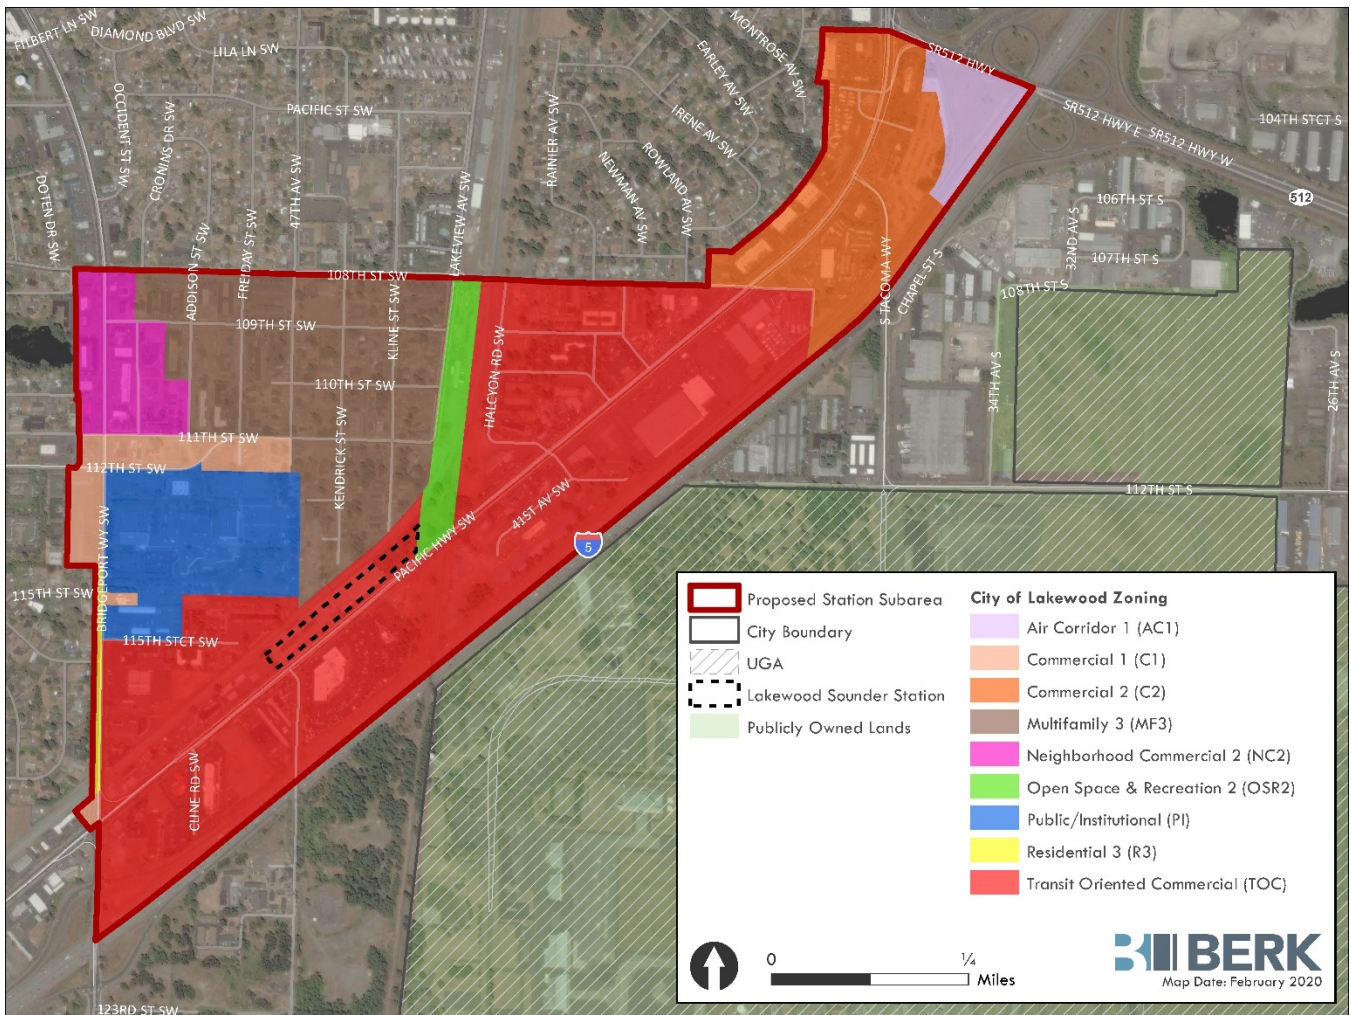 FILBERT LN SW
DIAMOND BLVD SW
LILA LN SW
MONTROSE AV SW
EARLEY AV SW
SR512 HWY
OCCIDENT ST SW
CRONINS DR SW
PACIFIC ST SW
47TH AV SW
RAINIER AV SW
IRENE AV SW
ROWLAND AV SW
NEWMAN AV SW
SR512 HWY E
SR512 HWY W
104TH STCT S
DOTEN DR SW
LAKEVIEW AV SW
106TH ST S
512
ADDISON ST SW
FREIDAY ST SW
32ND AV S
107TH ST S
108TH ST SW
S TACOMA WY
CHAPEL ST S
108TH ST S
109TH ST SW
KLINE ST SW
HALCYON RD SW
110TH ST SW
34TH AV S
26TH AV S
111TH ST SW
KENDRICK ST SW
112TH ST SW
112TH ST S
41ST AV SW
PACIFIC HWY SW
5
BRIDGEPORT WY SW
115TH ST SW
115TH STCT SW
CLINE RD SW
123RD ST SW
Proposed Station Subarea
City Boundary
UGA
Lakewood Sounder Station
Publicly Owned Lands
City of Lakewood Zoning
Air Corridor 1 (AC1)
Commercial 1 (C1)
Commercial 2 (C2)
Multifamily 3 (MF3)
Neighborhood Commercial 2 (NC2)
Open Space & Recreation 2 (OSR2)
Public/Institutional (PI)
Residential 3 (R3)
Transit Oriented Commercial (TOC)
0
¼
Miles
BERK
Map Date: February 2020